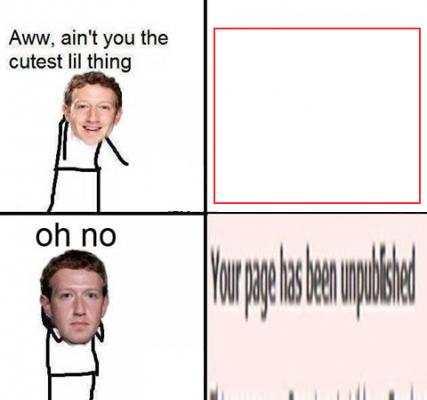 Aww, ain't you the
cutest lil thing
oh no
Your page has been unpublished